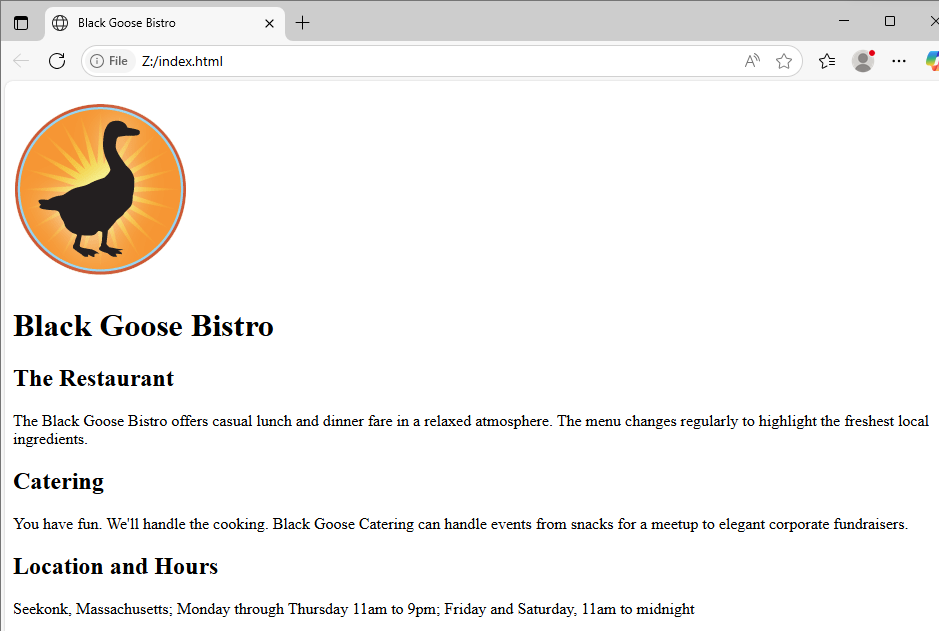 Black Goose Bistro
File Z:/index.html
Black Goose Bistro
The Restaurant
The Black Goose Bistro offers casual lunch and dinner fare in a relaxed atmosphere. The menu changes regularly to highlight the freshest local
ingredients.
Catering
You have fun. We'll handle the cooking. Black Goose Catering can handle events from snacks for a meetup to elegant corporate fundraisers.
Location and Hours
Seekonk, Massachusetts; Monday through Thursday 11am to 9pm; Friday and Saturday, 11am to midnight